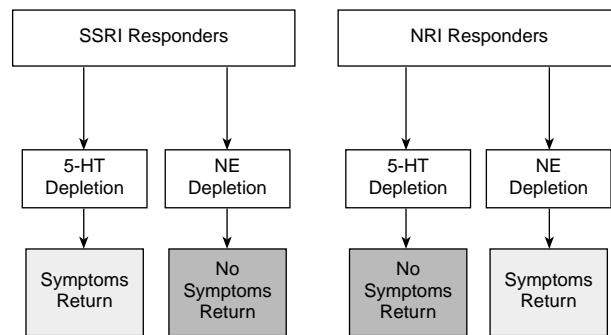 SSRI Responders
NRI Responders
5-HT
Depletion
NE
Depletion
5-HT
Depletion
NE
Depletion
Symptoms
Return
No
Symptoms
Return
No
Symptoms
Return
Symptoms
Return